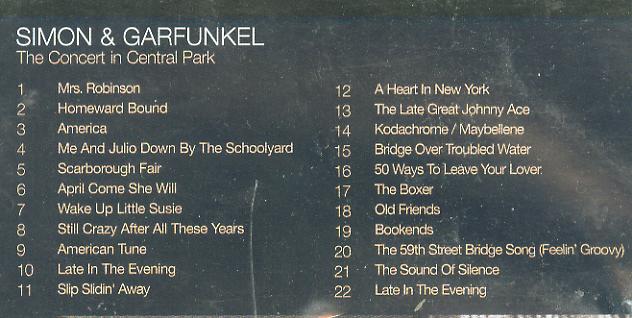 SIMON & GARFUNKEL
The Concert in Central Park
1 Mrs. Robinson
2 Homeward Bound
3 America
4 Me And Julio Down By The Schoolyard
5 Scarborough Fair
6 April Come She Will
7 Wake Up Little Susie
8 Still Crazy After All These Years
9 American Tune
10 Late In The Evening
11 Slip Slidin' Away
12 A Heart In New York
13 The Late Great Johnny Ace
14 Kodachrome / Maybellene
15 Bridge Over Troubled Water
16 50 Ways To Leave Your Lover
17 The Boxer
18 Old Friends
19 Bookends
20 The 59th Street Bridge Song (Feelin' Groovy)
21 The Sound Of Silence
22 Late In The Evening